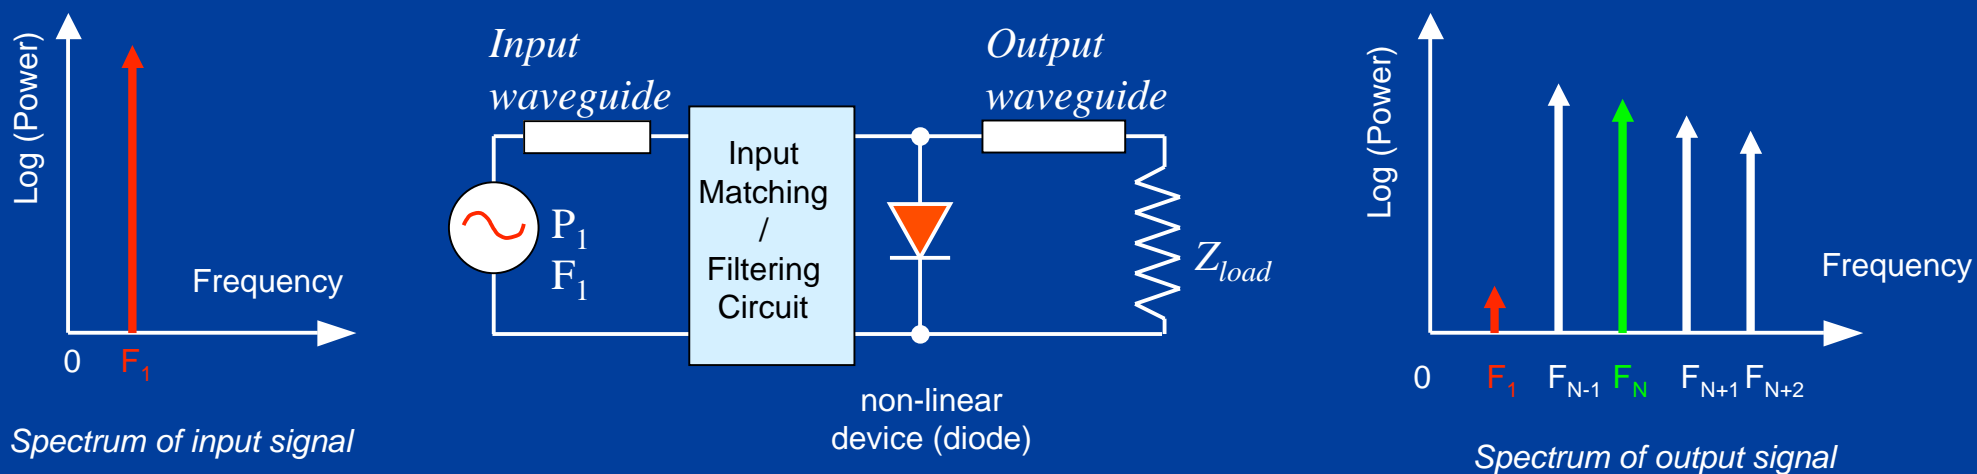 Log (Power)
Frequency
0
F1
Spectrum of input signal
Input
waveguide
P1
F1
Input
Matching
/
Filtering
Circuit
non-linear
device (diode)
Output
waveguide
Zload
Log (Power)
Frequency
0 F1 FN-1 FN FN+1 FN+2
Spectrum of output signal